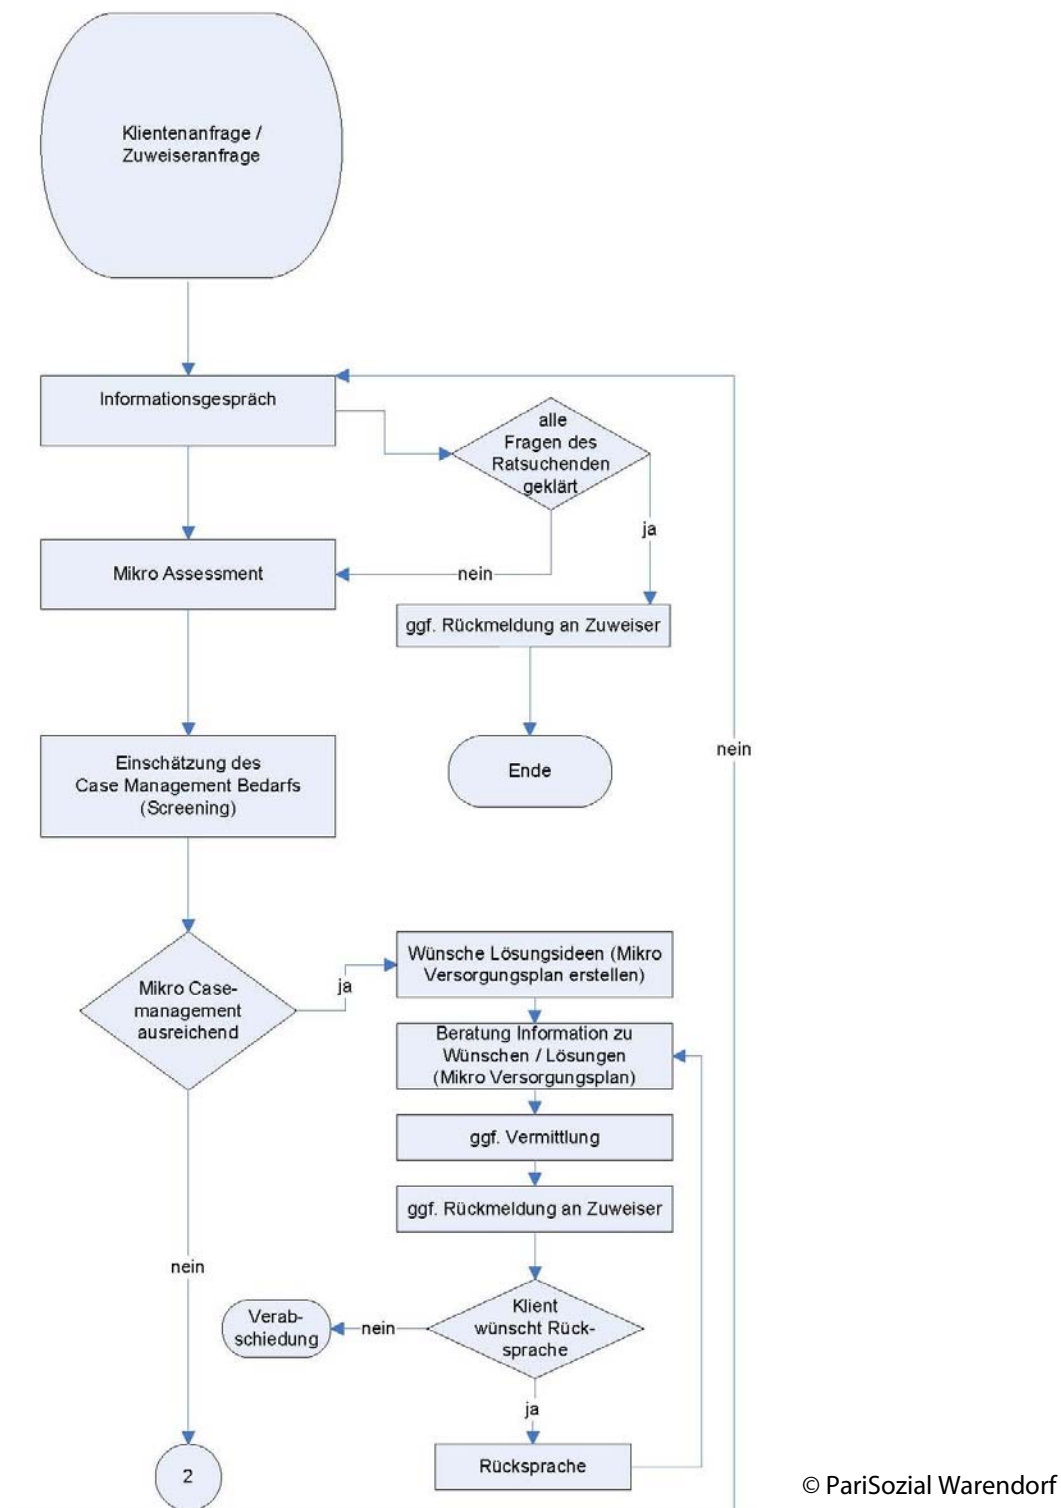 Klientenanfrage /
Zuweiseranfrage
Informationsgespräch
alle
Fragen des
Ratsuchenden
geklärt
ja
Mikro Assessment
nein
ggf. Rückmeldung an Zuweiser
Ende
nein
Einschätzung des
Case Management Bedarfs
(Screening)
Mikro Case-
management
ausreichend
ja
Wünsche Lösungsideen (Mikro
Versorgungsplan erstellen)
Beratung Information zu
Wünschen / Lösungen
(Mikro Versorgungsplan)
ggf. Vermittlung
ggf. Rückmeldung an Zuweiser
nein
Klient
wünscht Rück-
sprache
nein
Verab-
schiedung
ja
Rücksprache
2
© PariSozial Warendorf